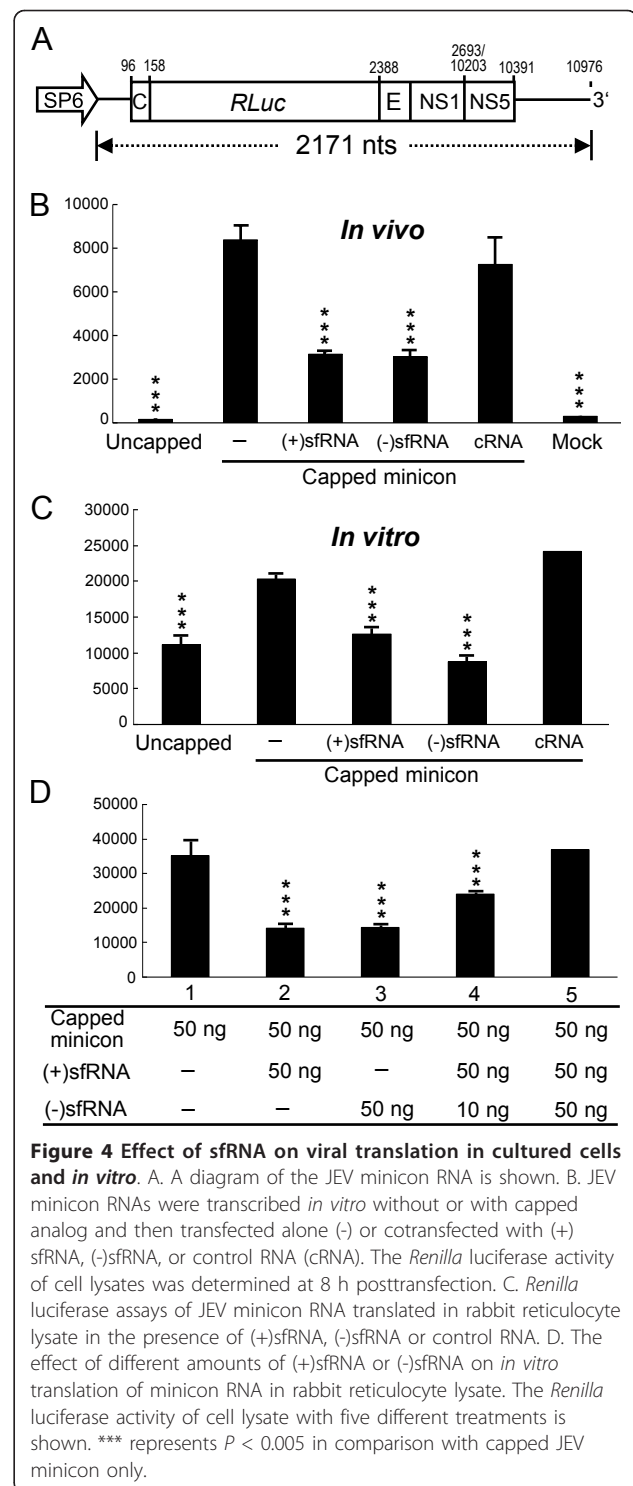 A
96 158 2388 2693/ 10203 10391 10976
SP6 C RLuc E NS1 NS5 3‘
2171 nts
B
In vivo
10000
8000
6000
4000
2000
0
*** *** *** ***
Uncapped – (+)sfRNA (-)sfRNA cRNA Mock
Capped minicon
C
In vitro
30000
25000
20000
15000
10000
5000
0
*** *** ***
Uncapped – (+)sfRNA (-)sfRNA cRNA
Capped minicon
D
50000
40000
30000
20000
10000
0
*** *** ***
1 2 3 4 5
Capped minicon 50 ng 50 ng 50 ng 50 ng 50 ng
(+)sfRNA – 50 ng – 50 ng 50 ng
(-)sfRNA – – 50 ng 10 ng 50 ng
Figure 4 Effect of sfRNA on viral translation in cultured cells
and in vitro. A. A diagram of the JEV minicon RNA is shown. B. JEV
minicon RNAs were transcribed in vitro without or with capped
analog and then transfected alone (-) or cotransfected with (+)
sfRNA, (-)sfRNA, or control RNA (cRNA). The Renilla luciferase activity
of cell lysates was determined at 8 h posttransfection. C. Renilla
luciferase assays of JEV minicon RNA translated in rabbit reticulocyte
lysate in the presence of (+)sfRNA, (-)sfRNA or control RNA. D. The
effect of different amounts of (+)sfRNA or (-)sfRNA on in vitro
translation of minicon RNA in rabbit reticulocyte lysate. The Renilla
luciferase activity of cell lysate with five different treatments is
shown. *** represents P < 0.005 in comparison with capped JEV
minicon only.